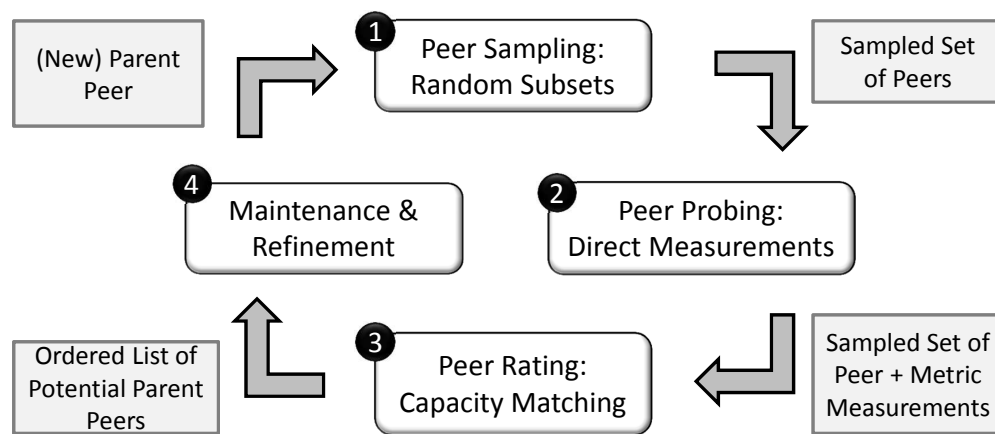 (New) Parent
Peer
1
Peer Sampling:
Random Subsets
Sampled Set
of Peers
4
Maintenance &
Refinement
2
Peer Probing:
Direct Measurements
Ordered List of
Potential Parent
Peers
3
Peer Rating:
Capacity Matching
Sampled Set of
Peer + Metric
Measurements